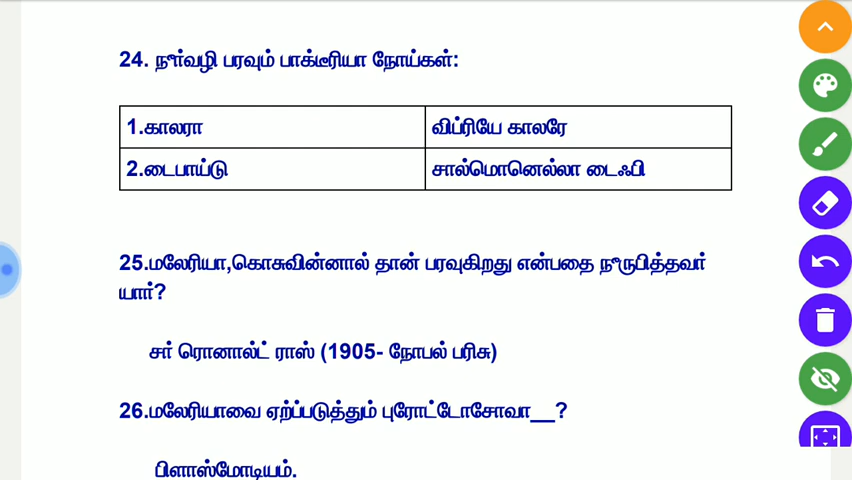 24. நீர்வழி பரவும் பாக்டீரியா நோய்கள்:
1.காலரா விப்ரியே காலரே
2.டைபாய்டு சால்மொனெல்லா டைஃபி
25.மலேரியா,கொசுவின்னால் தான் பரவுகிறது என்பதை நீருபித்தவர்
யார்?
சர் ரொனால்ட் ராஸ் (1905- நோபல் பரிசு)
26.மலேரியாவை ஏற்ப்படுத்தும் புரோட்டோசோவா__?
பிளாஸ்மோடியம்.